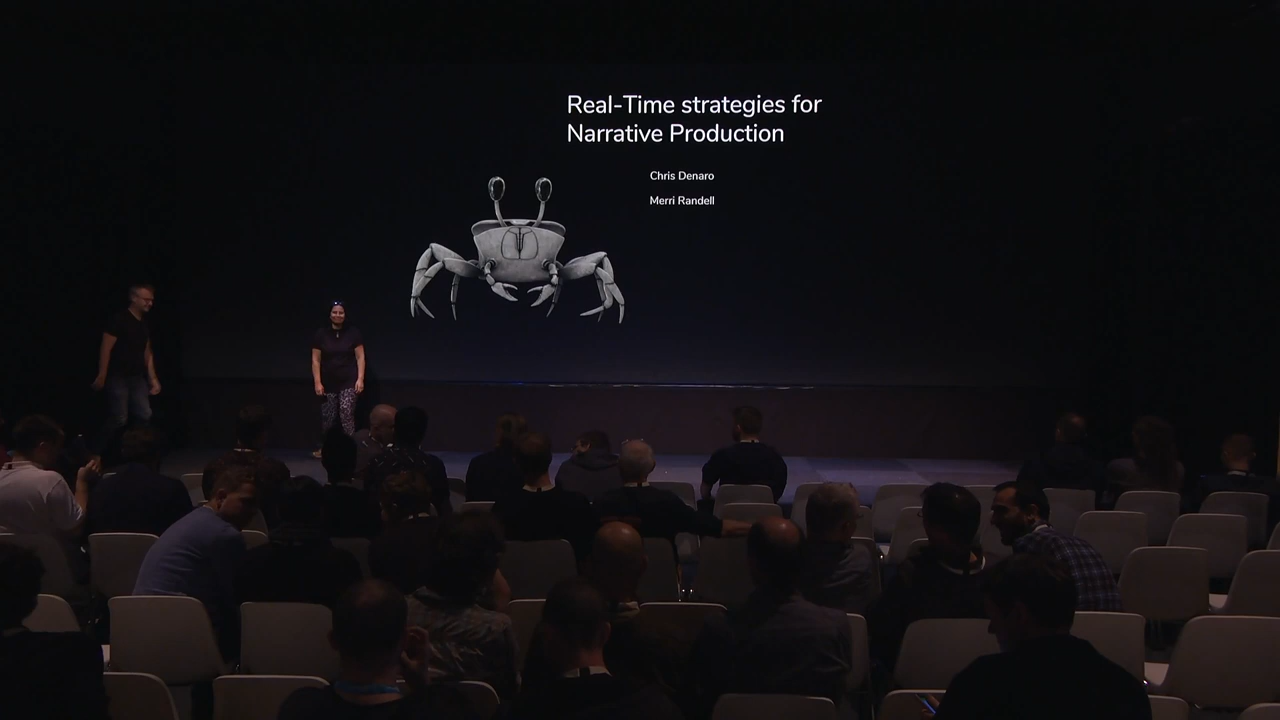 Real-Time strategies for
Narrative Production
Chris Denaro
Merri Randell